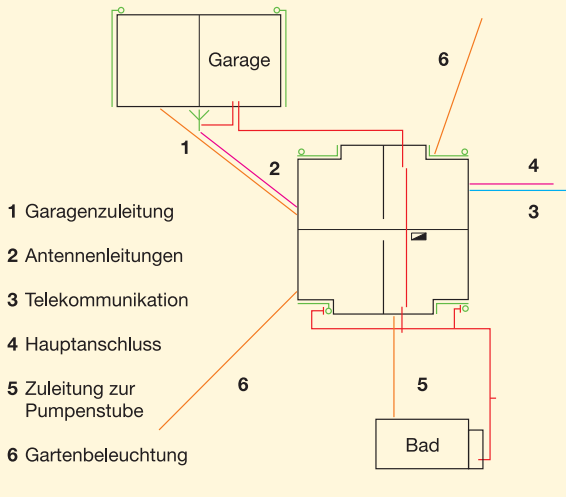 Garage
6
1
2
4
3
1 Garagenzuleitung
2 Antennenleitungen
3 Telekommunikation
4 Hauptanschluss
5 Zuleitung zur
Pumpenstube
6 Gartenbeleuchtung
6
5
Bad